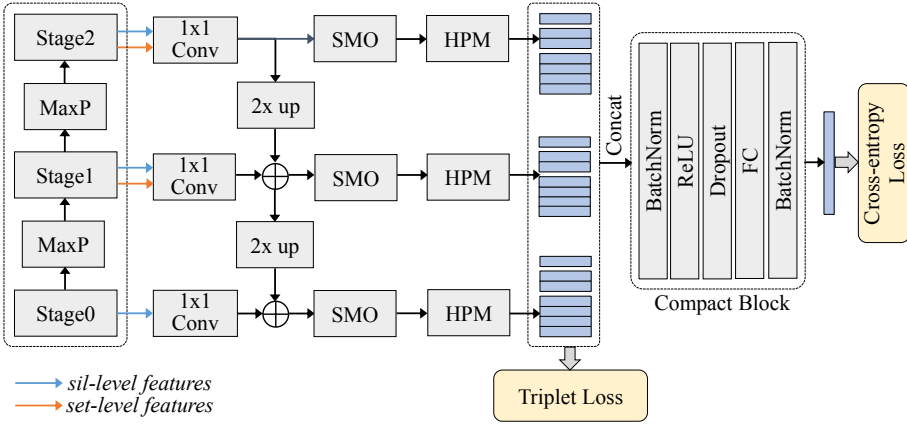 Stage2
1x1
Conv
SMO
HPM
MaxP
2x up
Stage1
1x1
Conv
SMO
HPM
MaxP
2x up
Stage0
1x1
Conv
SMO
HPM
Concat
BatchNorm
ReLU
Dropout
FC
BatchNorm
Compact Block
Cross-entropy
Loss
Triplet Loss
sil-level features
set-level features